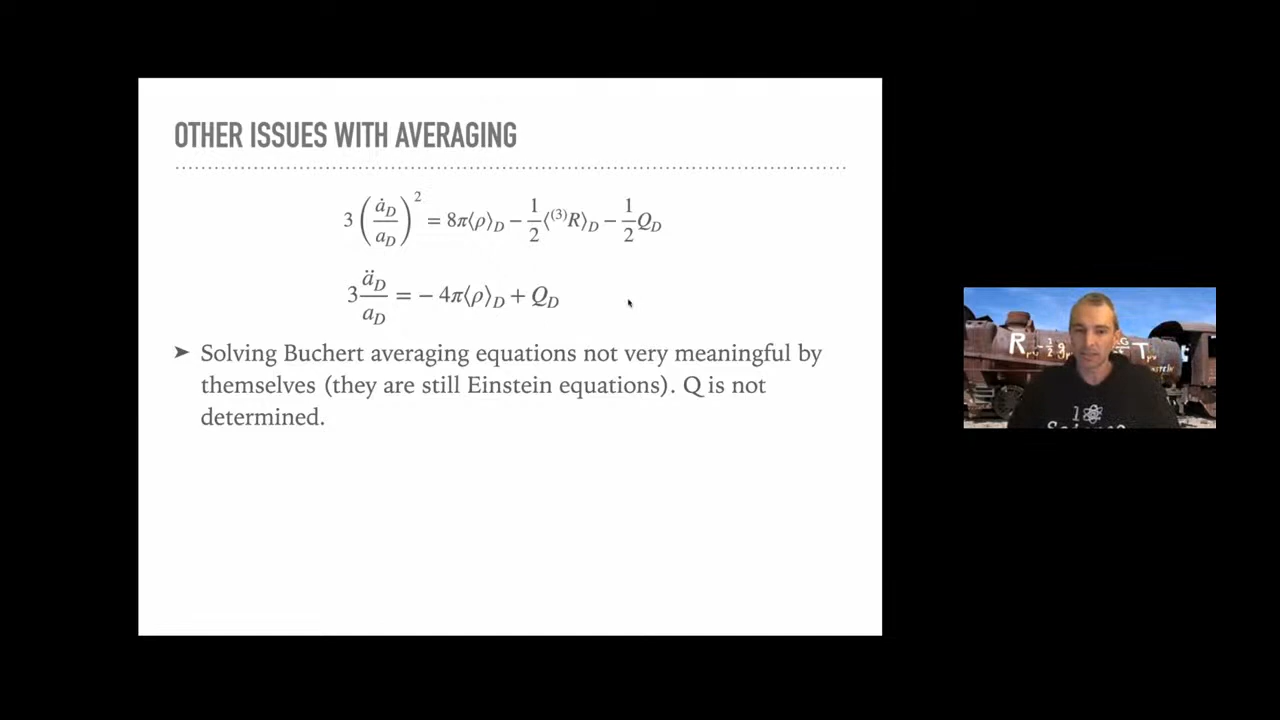 OTHER ISSUES WITH AVERAGING
3 (ȧ_D / a_D)² = 8π⟨ρ⟩_D − 1/2 ⟨⁽³⁾R⟩_D − 1/2 Q_D
3 ä_D / a_D = − 4π⟨ρ⟩_D + Q_D
➤ Solving Buchert averaging equations not very meaningful by
themselves (they are still Einstein equations). Q is not
determined.